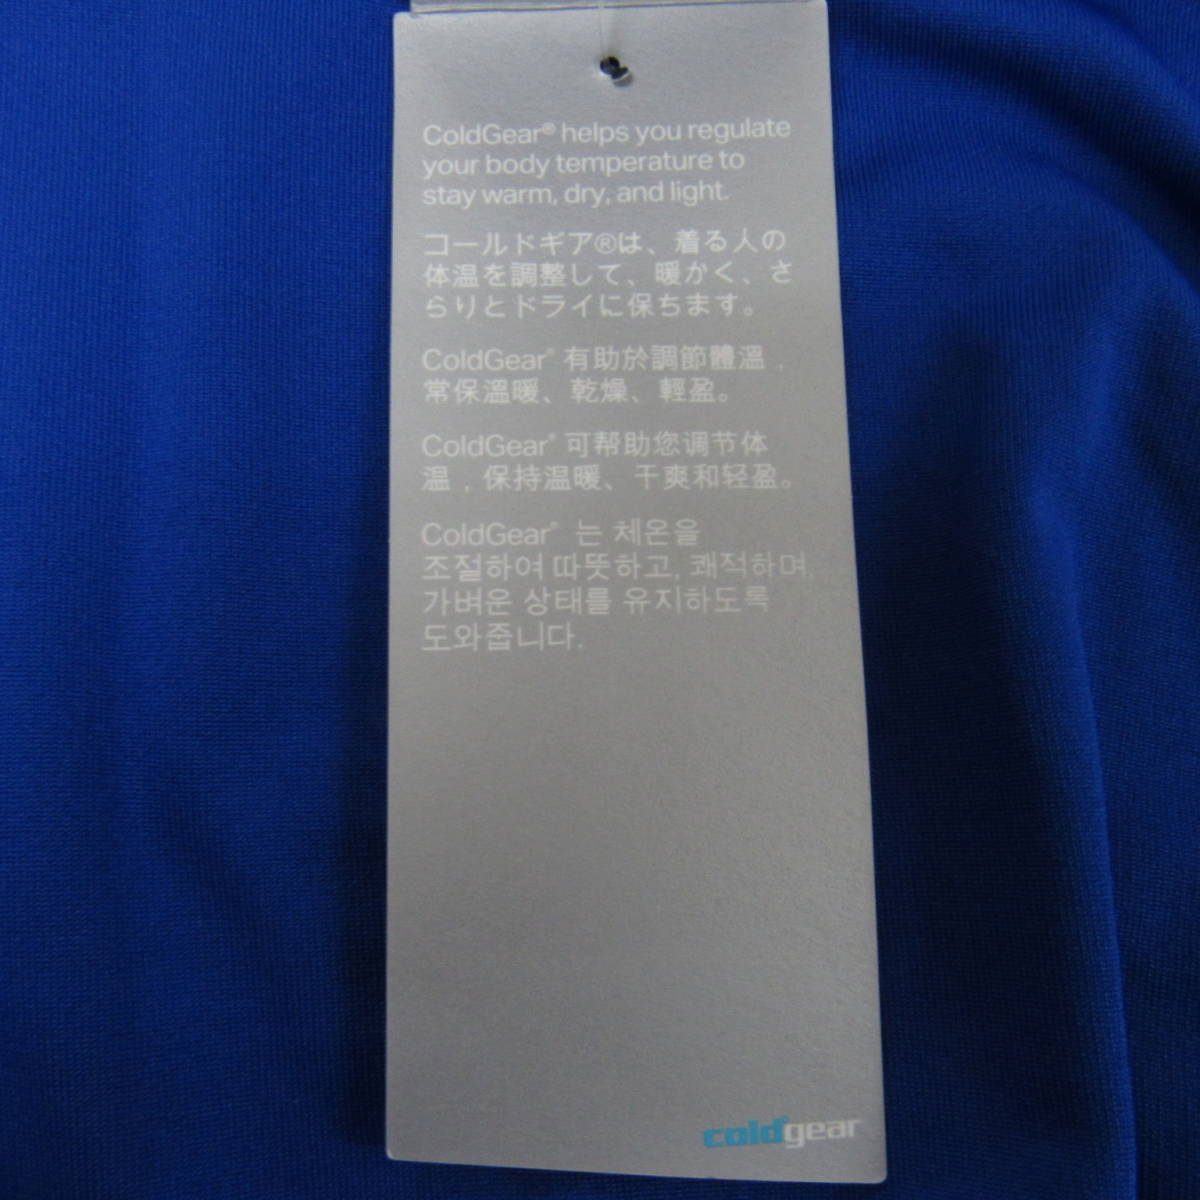 ColdGear® helps you regulate
your body temperature to
stay warm, dry, and light.
コールドギア®は、着る人の
体温を調整して、暖かく、さ
らりとドライに保ちます。
ColdGear® 有助於調節體溫，
常保溫暖、乾燥、輕盈。
ColdGear® 可帮助您调节体
温，保持温暖、干爽和轻盈。
ColdGear® 는 체온을
조절하여 따뜻하고, 쾌적하며,
가벼운 상태를 유지하도록
도와줍니다.
coldgear